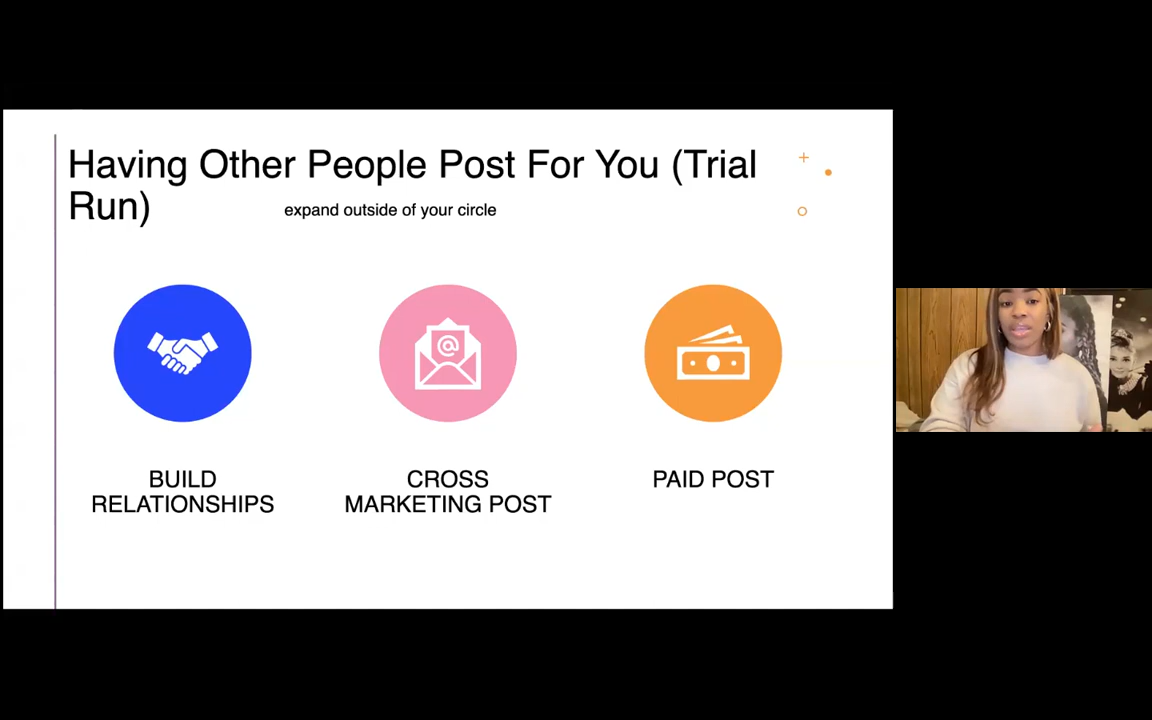 Having Other People Post For You (Trial
Run)
expand outside of your circle
@
BUILD
RELATIONSHIPS
CROSS
MARKETING POST
PAID POST